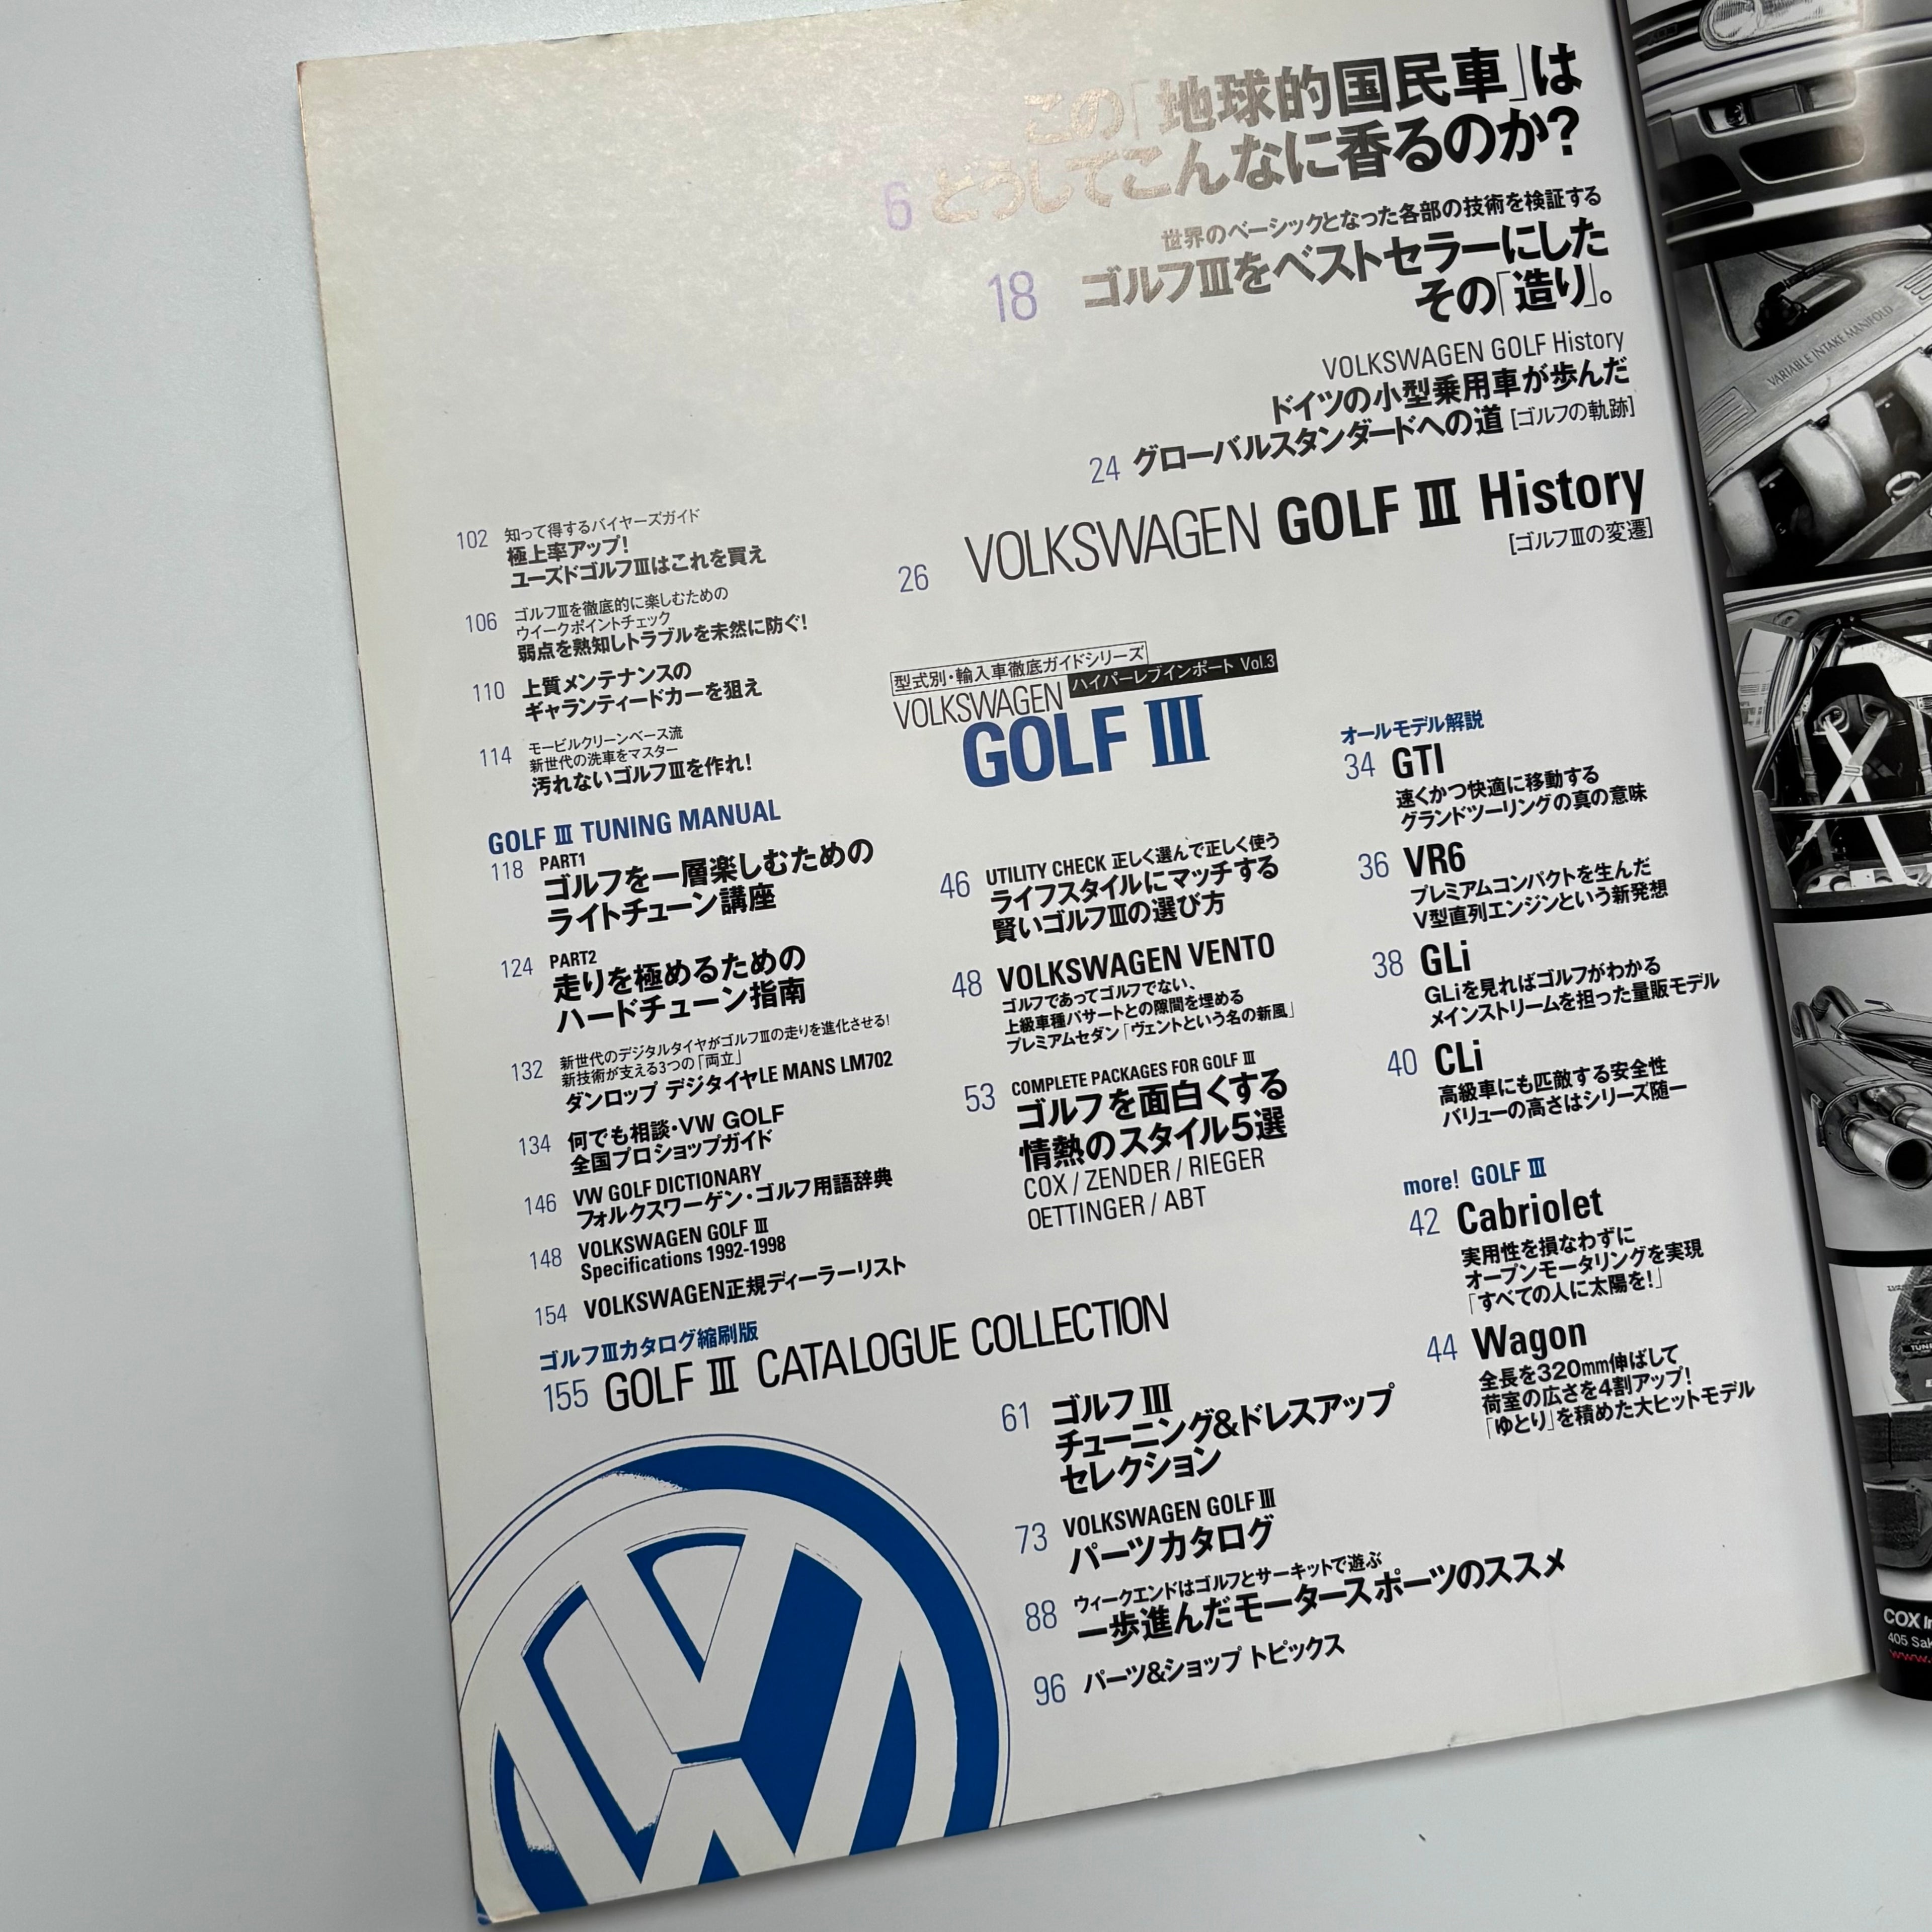 この「地球的国民車」は
6 どうしてこんなに香るのか?
世界のベーシックとなった各部の技術を検証する
18 ゴルフⅢをベストセラーにした
その「造り」。
VOLKSWAGEN GOLF History
ドイツの小型乗用車が歩んだ
24 グローバルスタンダードへの道 [ゴルフの軌跡]
26 VOLKSWAGEN GOLF Ⅲ History
[ゴルフⅢの変遷]
型式別・輸入車徹底ガイドシリーズ
ハイパーレブインポート Vol.3
VOLKSWAGEN
GOLF Ⅲ
オールモデル解説
34 GTI
速くかつ快適に移動する
グランドツーリングの真の意味
36 VR6
プレミアムコンパクトを生んだ
V型直列エンジンという新発想
38 GLi
GLiを見ればゴルフがわかる
メインストリームを担った量販モデル
40 CLi
高級車にも匹敵する安全性
バリューの高さはシリーズ随一
more! GOLF Ⅲ
42 Cabriolet
実用性を損なわずに
オープンモータリングを実現
「すべての人に太陽を!」
44 Wagon
全長を320mm伸ばして
荷室の広さを4割アップ!
「ゆとり」を積めた大ヒットモデル
46 UTILITY CHECK 正しく選んで正しく使う
ライフスタイルにマッチする
賢いゴルフⅢの選び方
48 VOLKSWAGEN VENTO
ゴルフであってゴルフでない、
上級車種パサートとの隙間を埋める
プレミアムセダン「ヴェントという名の新風」
53 COMPLETE PACKAGES FOR GOLF Ⅲ
ゴルフを面白くする
情熱のスタイル5選
COX / ZENDER / RIEGER
OETTINGER / ABT
61 ゴルフⅢ
チューニング&ドレスアップ
セレクション
73 VOLKSWAGEN GOLF Ⅲ
パーツカタログ
88 ウィークエンドはゴルフとサーキットで遊ぶ
一歩進んだモータースポーツのススメ
96 パーツ&ショップ トピックス
102 知って得するバイヤーズガイド
極上率アップ!
ユーズドゴルフⅢはこれを買え
106 ゴルフⅢを徹底的に楽しむための
ウイークポイントチェック
弱点を熟知しトラブルを未然に防ぐ!
110 上質メンテナンスの
ギャランティードカーを狙え
114 モービルクリーンベース流
新世代の洗車をマスター
汚れないゴルフⅢを作れ!
GOLF Ⅲ TUNING MANUAL
118 PART1
ゴルフを一層楽しむための
ライトチューン講座
124 PART2
走りを極めるための
ハードチューン指南
132 新世代のデジタルタイヤがゴルフⅢの走りを進化させる!
新技術が支える3つの「両立」
ダンロップ デジタイヤLE MANS LM702
134 何でも相談・VW GOLF
全国プロショップガイド
146 VW GOLF DICTIONARY
フォルクスワーゲン・ゴルフ用語辞典
148 VOLKSWAGEN GOLF Ⅲ
Specifications 1992-1998
154 VOLKSWAGEN正規ディーラーリスト
ゴルフⅢカタログ縮刷版
155 GOLF Ⅲ CATALOGUE COLLECTION
VARIABLE INTAKE MANIFOLD
COX
405
www.